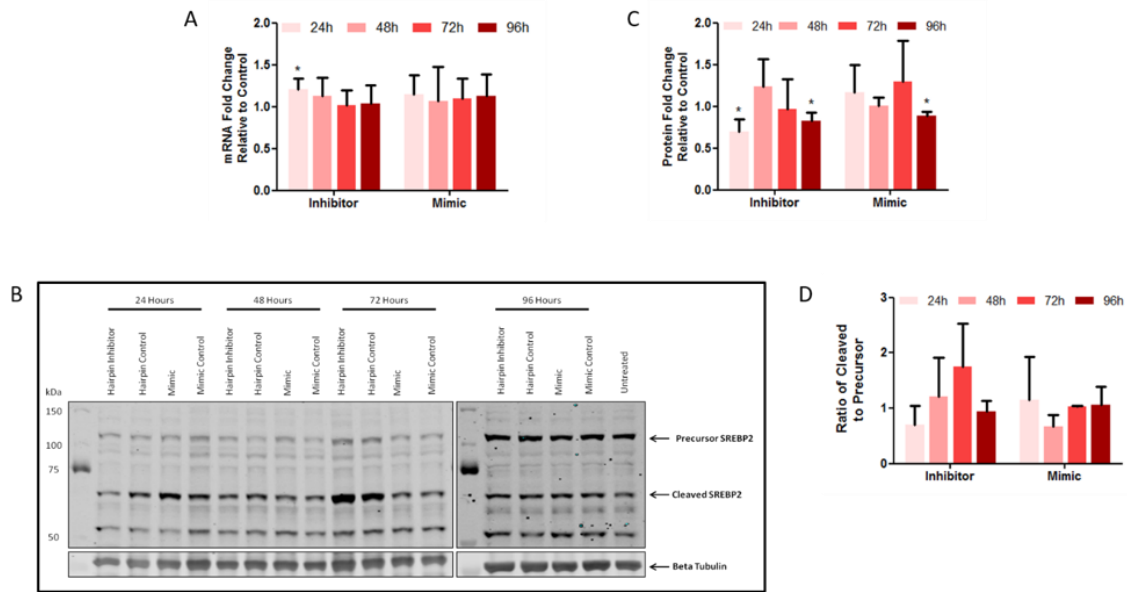 A
2.0
1.5
1.0
0.5
0.0
mRNA Fold Change
Relative to Control
24h 48h 72h 96h
*
Inhibitor Mimic
C
2.0
1.5
1.0
0.5
0.0
Protein Fold Change
Relative to Control
24h 48h 72h 96h
* * *
Inhibitor Mimic
B
24 Hours 48 Hours 72 Hours 96 Hours
Hairpin Inhibitor
Hairpin Control
Mimic
Mimic Control
Hairpin Inhibitor
Hairpin Control
Mimic
Mimic Control
Hairpin Inhibitor
Hairpin Control
Mimic
Mimic Control
Hairpin Inhibitor
Hairpin Control
Mimic
Mimic Control
Untreated
kDa
150
100
75
50
Precursor SREBP2
Cleaved SREBP2
Beta Tubulin
D
3
2
1
0
Ratio of Cleaved
to Precursor
24h 48h 72h 96h
Inhibitor Mimic